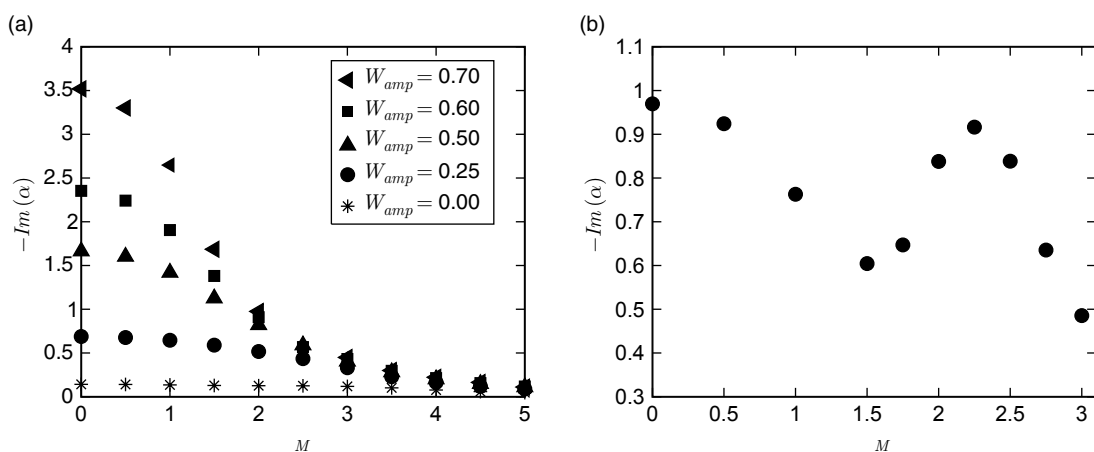 (a)
4
3.5
3
2.5
2
1.5
1
0.5
0
−Im (α)
0 1 2 3 4 5
M
W_amp = 0.70
W_amp = 0.60
W_amp = 0.50
W_amp = 0.25
W_amp = 0.00
(b)
1.1
1
0.9
0.8
0.7
0.6
0.5
0.4
0.3
−Im (α)
0 0.5 1 1.5 2 2.5 3
M